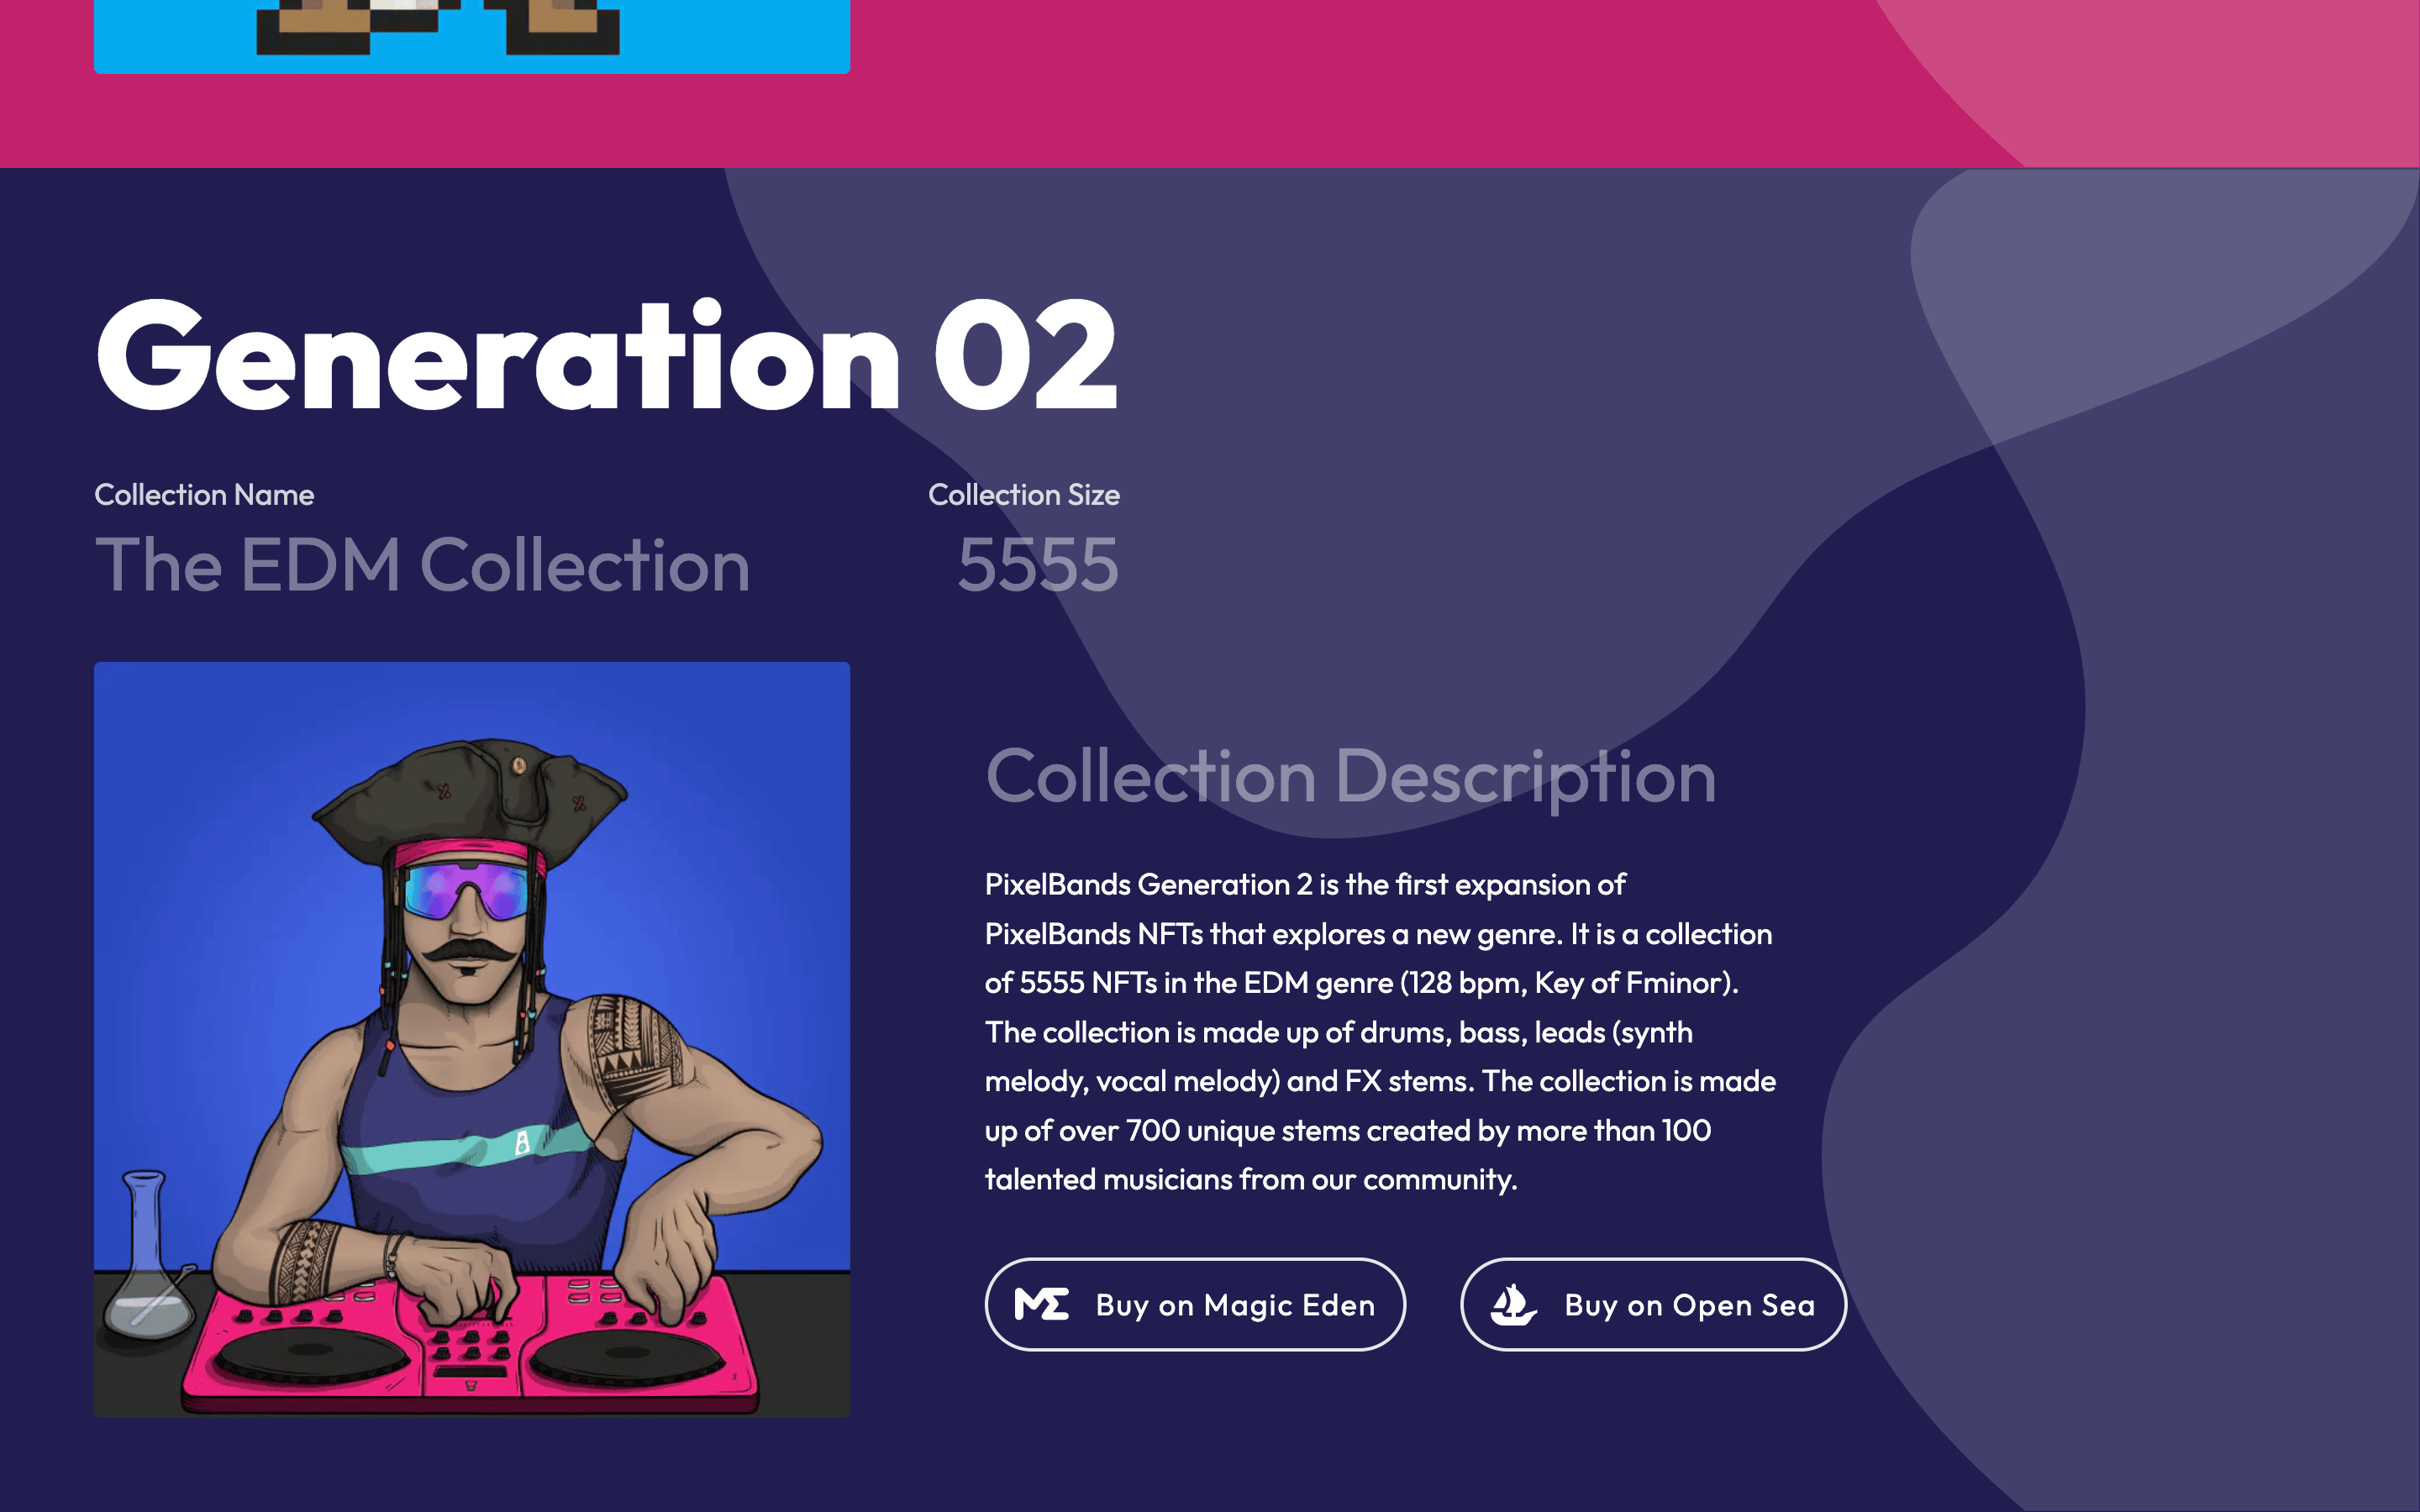 Generation 02
Collection Name
Collection Size
The EDM Collection
5555
Collection Description
PixelBands Generation 2 is the first expansion of
PixelBands NFTs that explores a new genre. It is a collection
of 5555 NFTs in the EDM genre (128 bpm, Key of Fminor).
The collection is made up of drums, bass, leads (synth
melody, vocal melody) and FX stems. The collection is made
up of over 700 unique stems created by more than 100
talented musicians from our community.
ME Buy on Magic Eden
Buy on Open Sea